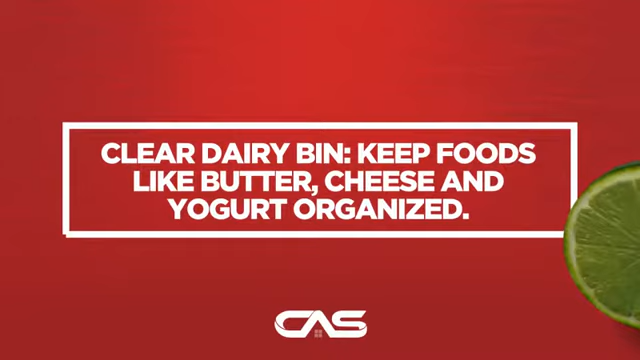 CLEAR DAIRY BIN: KEEP FOODS
LIKE BUTTER, CHEESE AND
YOGURT ORGANIZED.
CAS